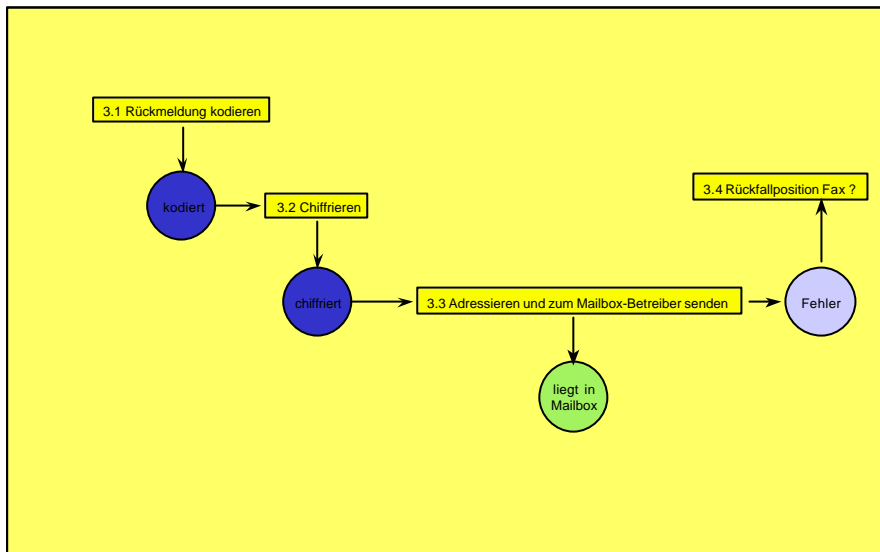 3.1 Rückmeldung kodieren
kodiert
3.2 Chiffrieren
3.4 Rückfallposition Fax ?
chiffriert
3.3 Adressieren und zum Mailbox-Betreiber senden
Fehler
liegt in
Mailbox